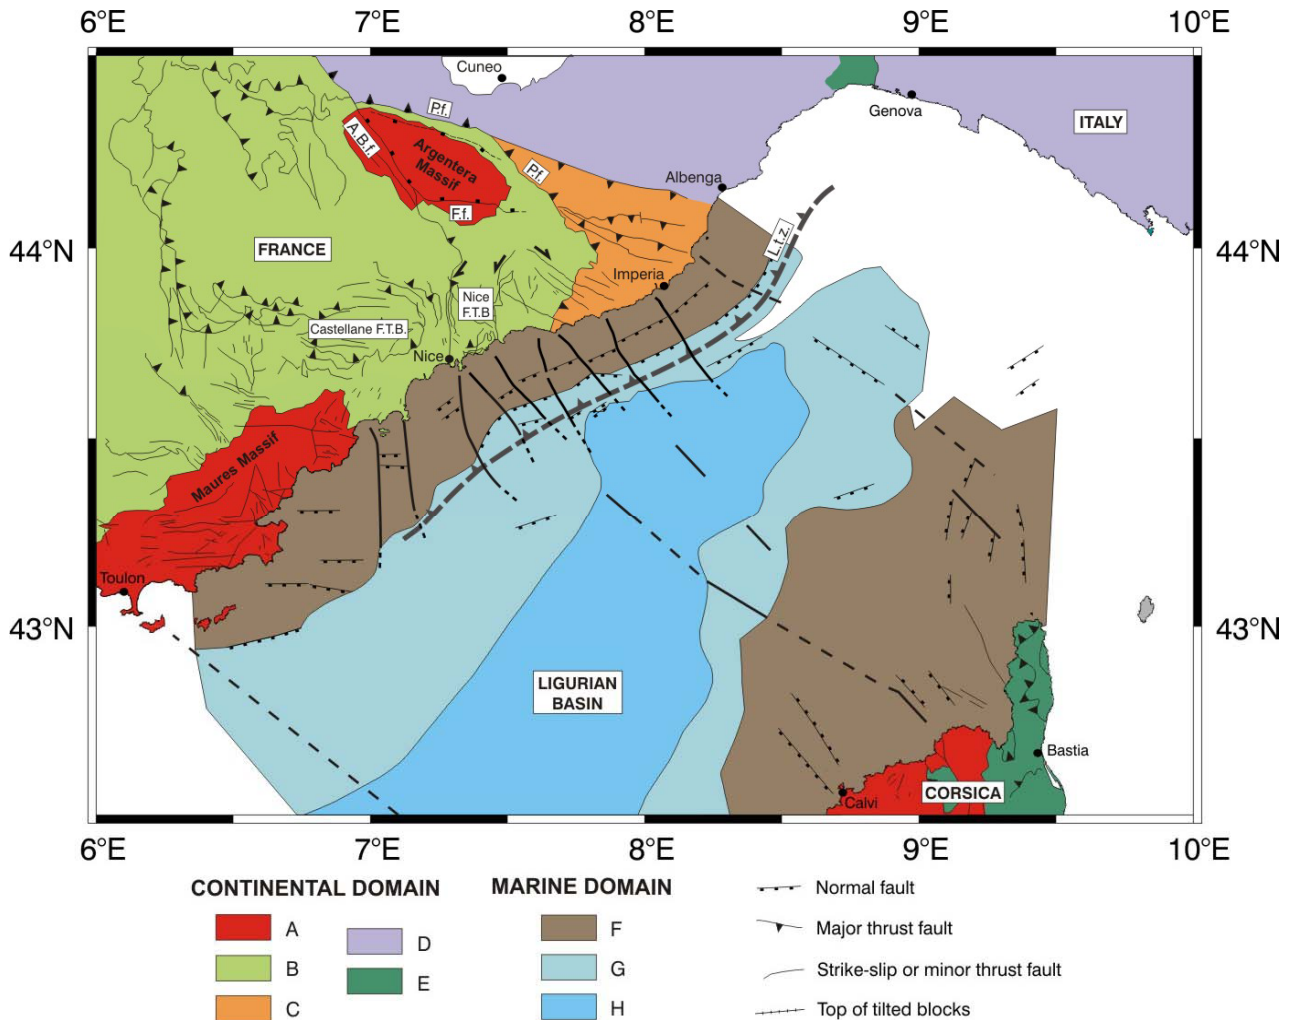 6°E 7°E 8°E 9°E 10°E
Cuneo
Genova
ITALY
P.f.
A.B.f.
Argentera
Massif
P.f.
Albenga
F.f.
L.t.z.
44°N
FRANCE
44°N
Imperia
Nice
F.T.B
Castellane F.T.B.
Nice
Maures Massif
Toulon
43°N
43°N
LIGURIAN
BASIN
Bastia
CORSICA
Calvi
6°E 7°E 8°E 9°E 10°E
CONTINENTAL DOMAIN
A
B
C
D
E
MARINE DOMAIN
F
G
H
Normal fault
Major thrust fault
Strike-slip or minor thrust fault
Top of tilted blocks